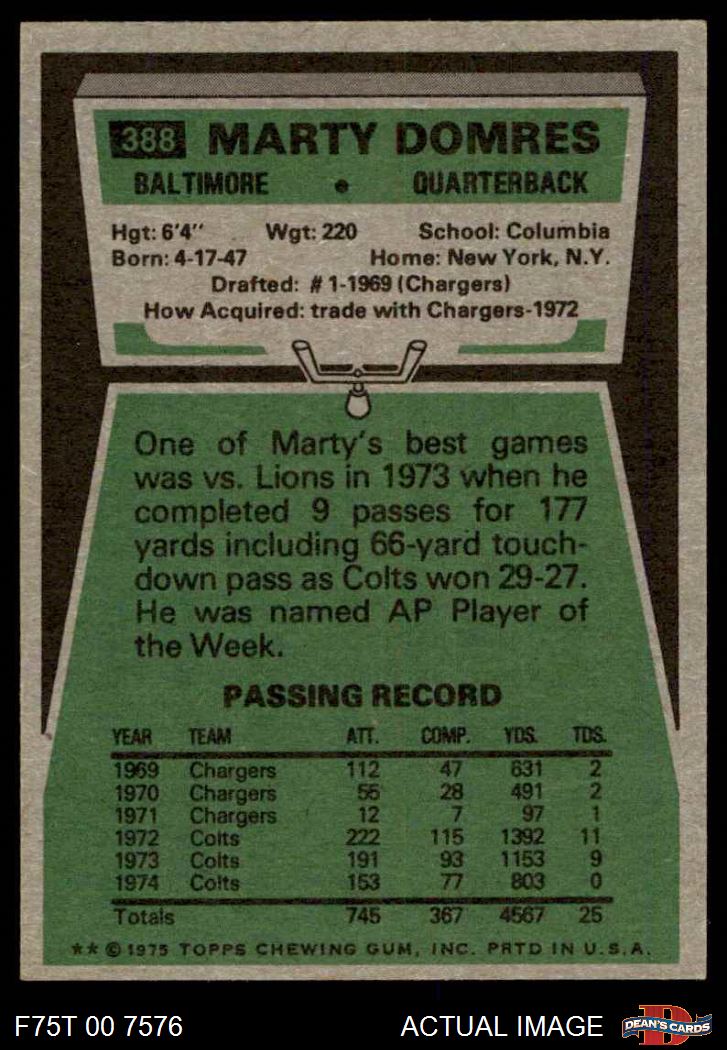 388 MARTY DOMRES
BALTIMORE • QUARTERBACK
Hgt: 6'4" Wgt: 220 School: Columbia
Born: 4-17-47 Home: New York, N.Y.
Drafted: #1-1969 (Chargers)
How Acquired: trade with Chargers-1972
One of Marty's best games
was vs. Lions in 1973 when he
completed 9 passes for 177
yards including 66-yard touch-
down pass as Colts won 29-27.
He was named AP Player of
the Week.
PASSING RECORD
YEAR TEAM ATT. COMP. YDS. TDS.
1969 Chargers 112 47 631 2
1970 Chargers 55 28 491 2
1971 Chargers 12 7 97 1
1972 Colts 222 115 1392 11
1973 Colts 191 93 1153 9
1974 Colts 153 77 803 0
Totals 745 367 4567 25
** © 1975 TOPPS CHEWING GUM, INC. PRTD IN U.S.A.
F75T 00 7576 ACTUAL IMAGE DEAN'S CARDS